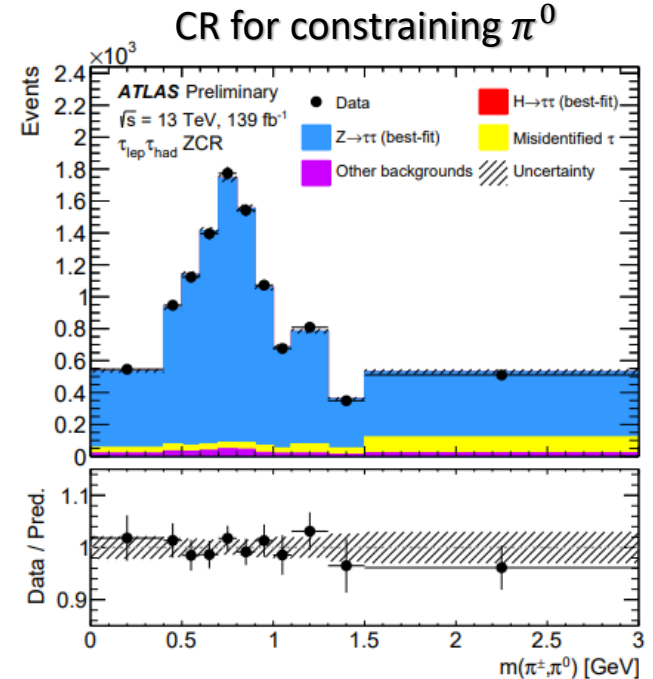 CR for constraining π⁰
×10³
Events
2.4
2.2
2
1.8
1.6
1.4
1.2
1
0.8
0.6
0.4
0.2
0
ATLAS Preliminary
√s = 13 TeV, 139 fb⁻¹
τlepτhad ZCR
Data
H→ττ (best-fit)
Z→ττ (best-fit)
Misidentified τ
Other backgrounds
Uncertainty
Data / Pred.
1.1
1
0.9
0 0.5 1 1.5 2 2.5 3
m(π±,π⁰) [GeV]